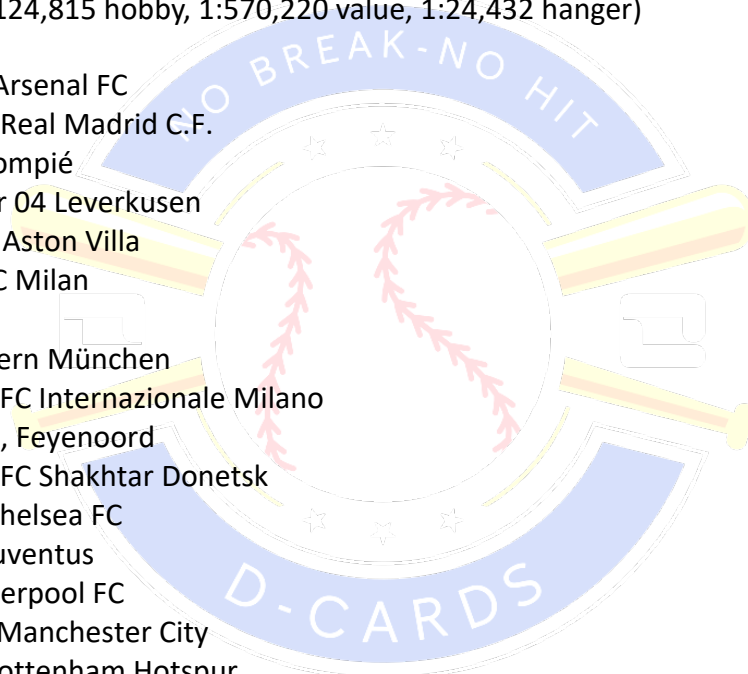 124,815 hobby, 1:570,220 value, 1:24,432 hanger)
Arsenal FC
Real Madrid C.F.
ompié
r 04 Leverkusen
Aston Villa
C Milan
ern München
FC Internazionale Milano
, Feyenoord
FC Shakhtar Donetsk
helsea FC
uventus
erpool FC
Manchester City
ottenham Hotspur
NO BREAK-NO HIT
D-CARDS